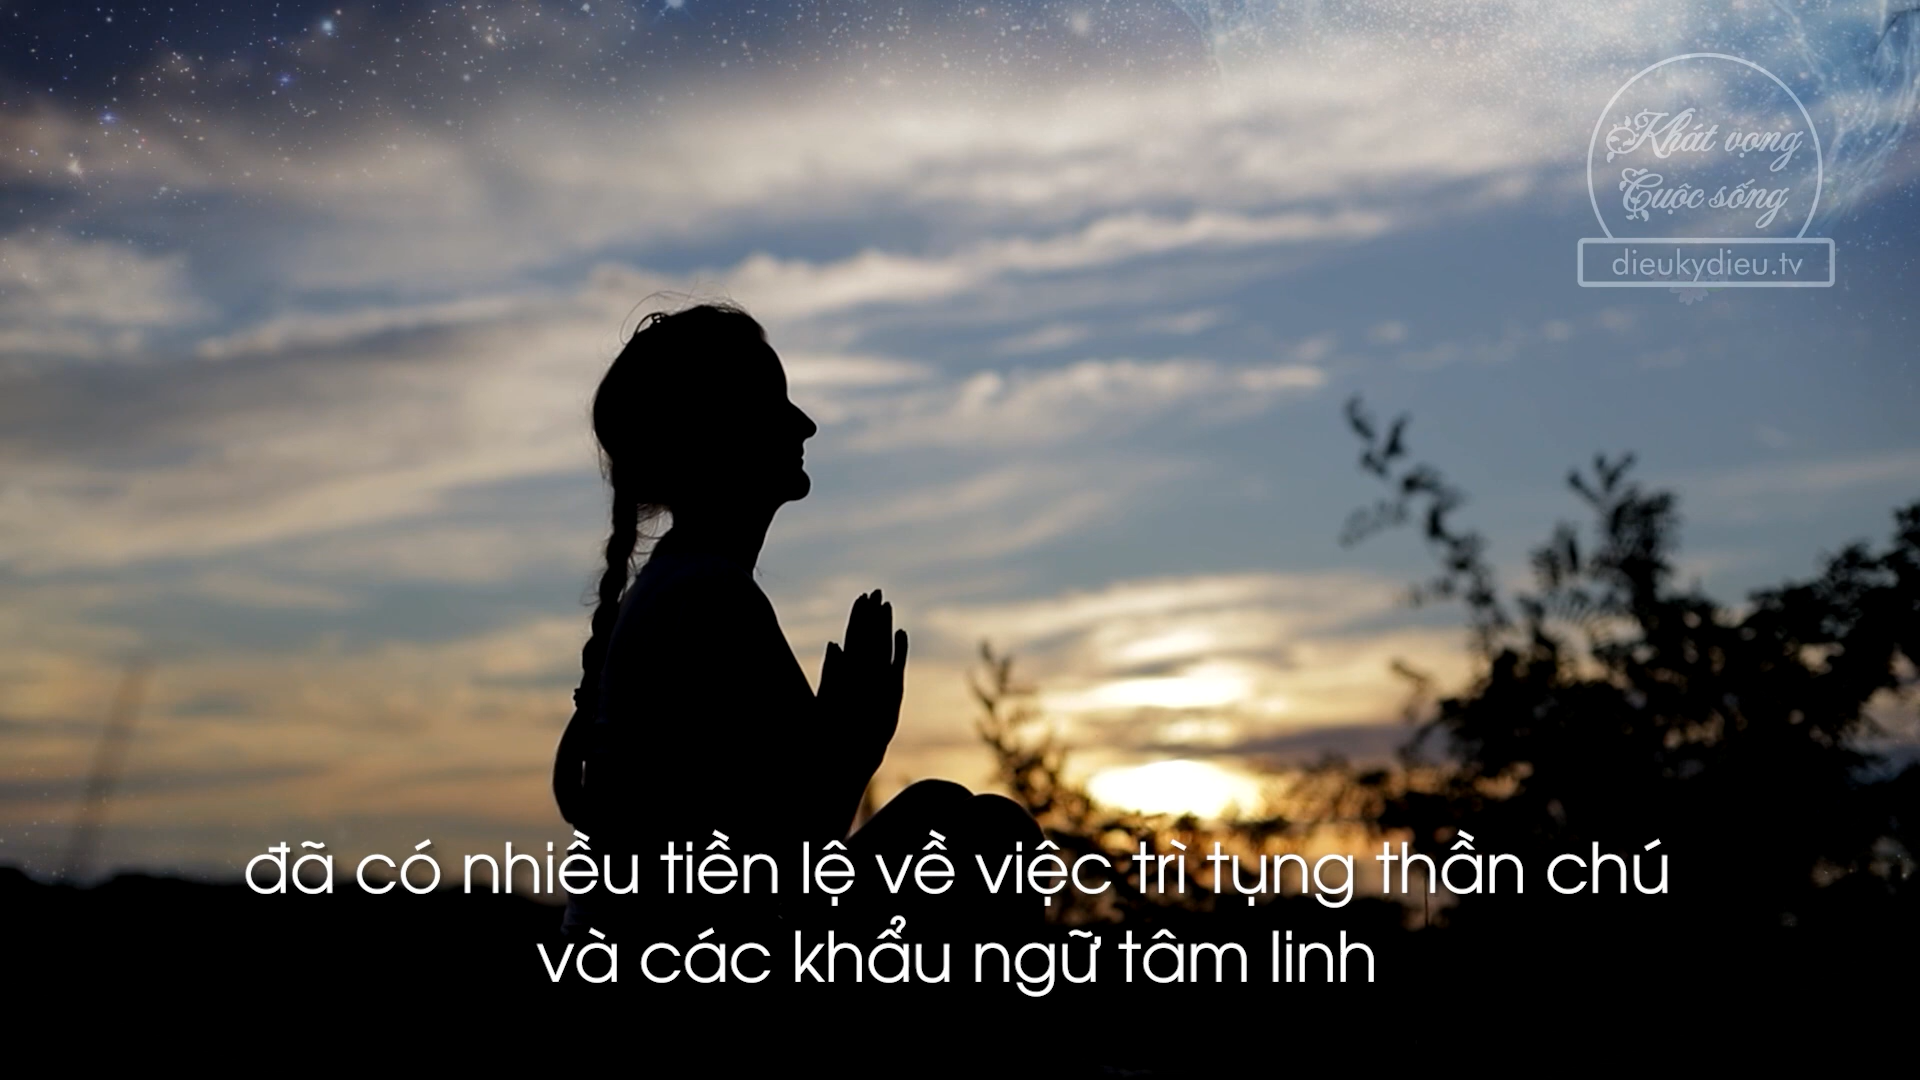 Khát vọng
Cuộc sống
dieukydieu.tv
đã có nhiều tiền lệ về việc trì tụng thần chú
và các khẩu ngữ tâm linh